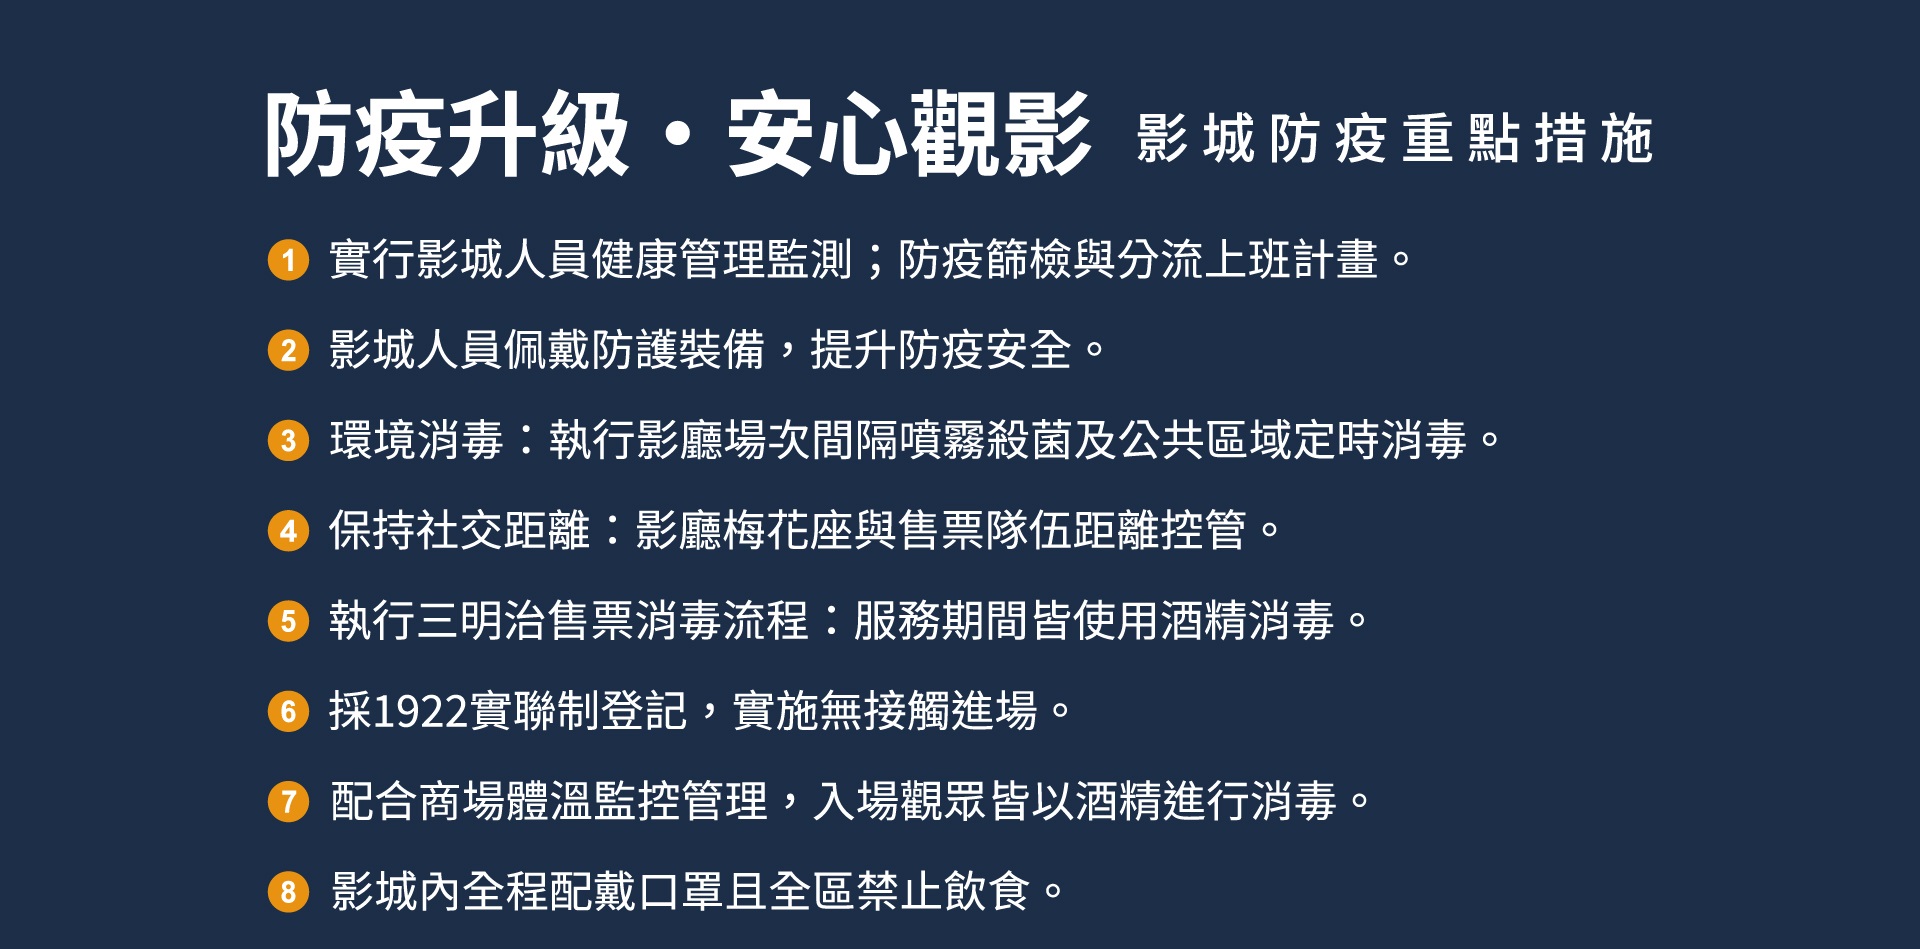 防疫升級・安心觀影 影城防疫重點措施
1 實行影城人員健康管理監測；防疫篩檢與分流上班計畫。
2 影城人員佩戴防護裝備，提升防疫安全。
3 環境消毒：執行影廳場次間隔噴霧殺菌及公共區域定時消毒。
4 保持社交距離：影廳梅花座與售票隊伍距離控管。
5 執行三明治售票消毒流程：服務期間皆使用酒精消毒。
6 採1922實聯制登記，實施無接觸進場。
7 配合商場體溫監控管理，入場觀眾皆以酒精進行消毒。
8 影城內全程配戴口罩且全區禁止飲食。